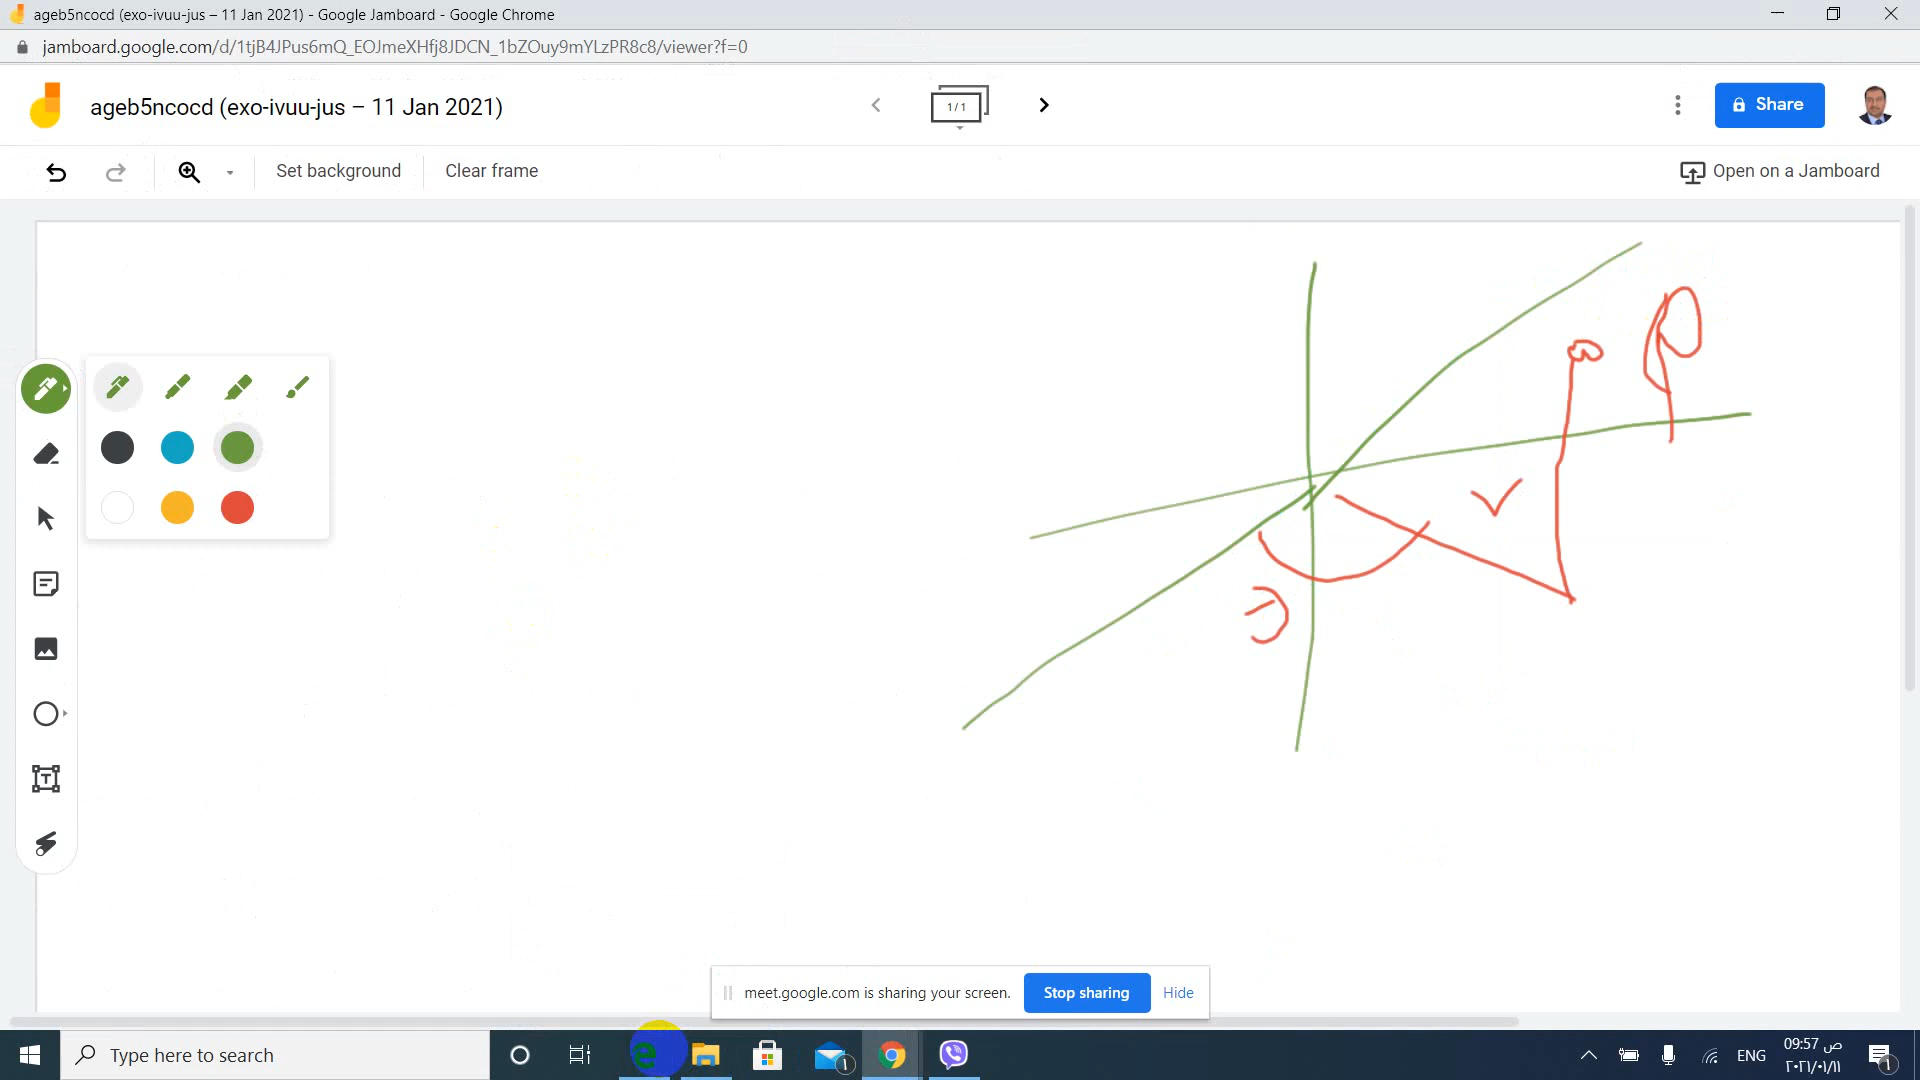 ageb5ncocd (exo-ivuu-jus – 11 Jan 2021) - Google Jamboard - Google Chrome
jamboard.google.com/d/1tjB4JPus6mQ_EOJmeXHfj8JDCN_1bZOuy9mYLzPR8c8/viewer?f=0
ageb5ncocd (exo-ivuu-jus – 11 Jan 2021)
1 / 1
Share
Set background
Clear frame
Open on a Jamboard
meet.google.com is sharing your screen.
Stop sharing
Hide
Type here to search
١
ENG
09:57 ص
٢٠٢١/٠١/١١
١